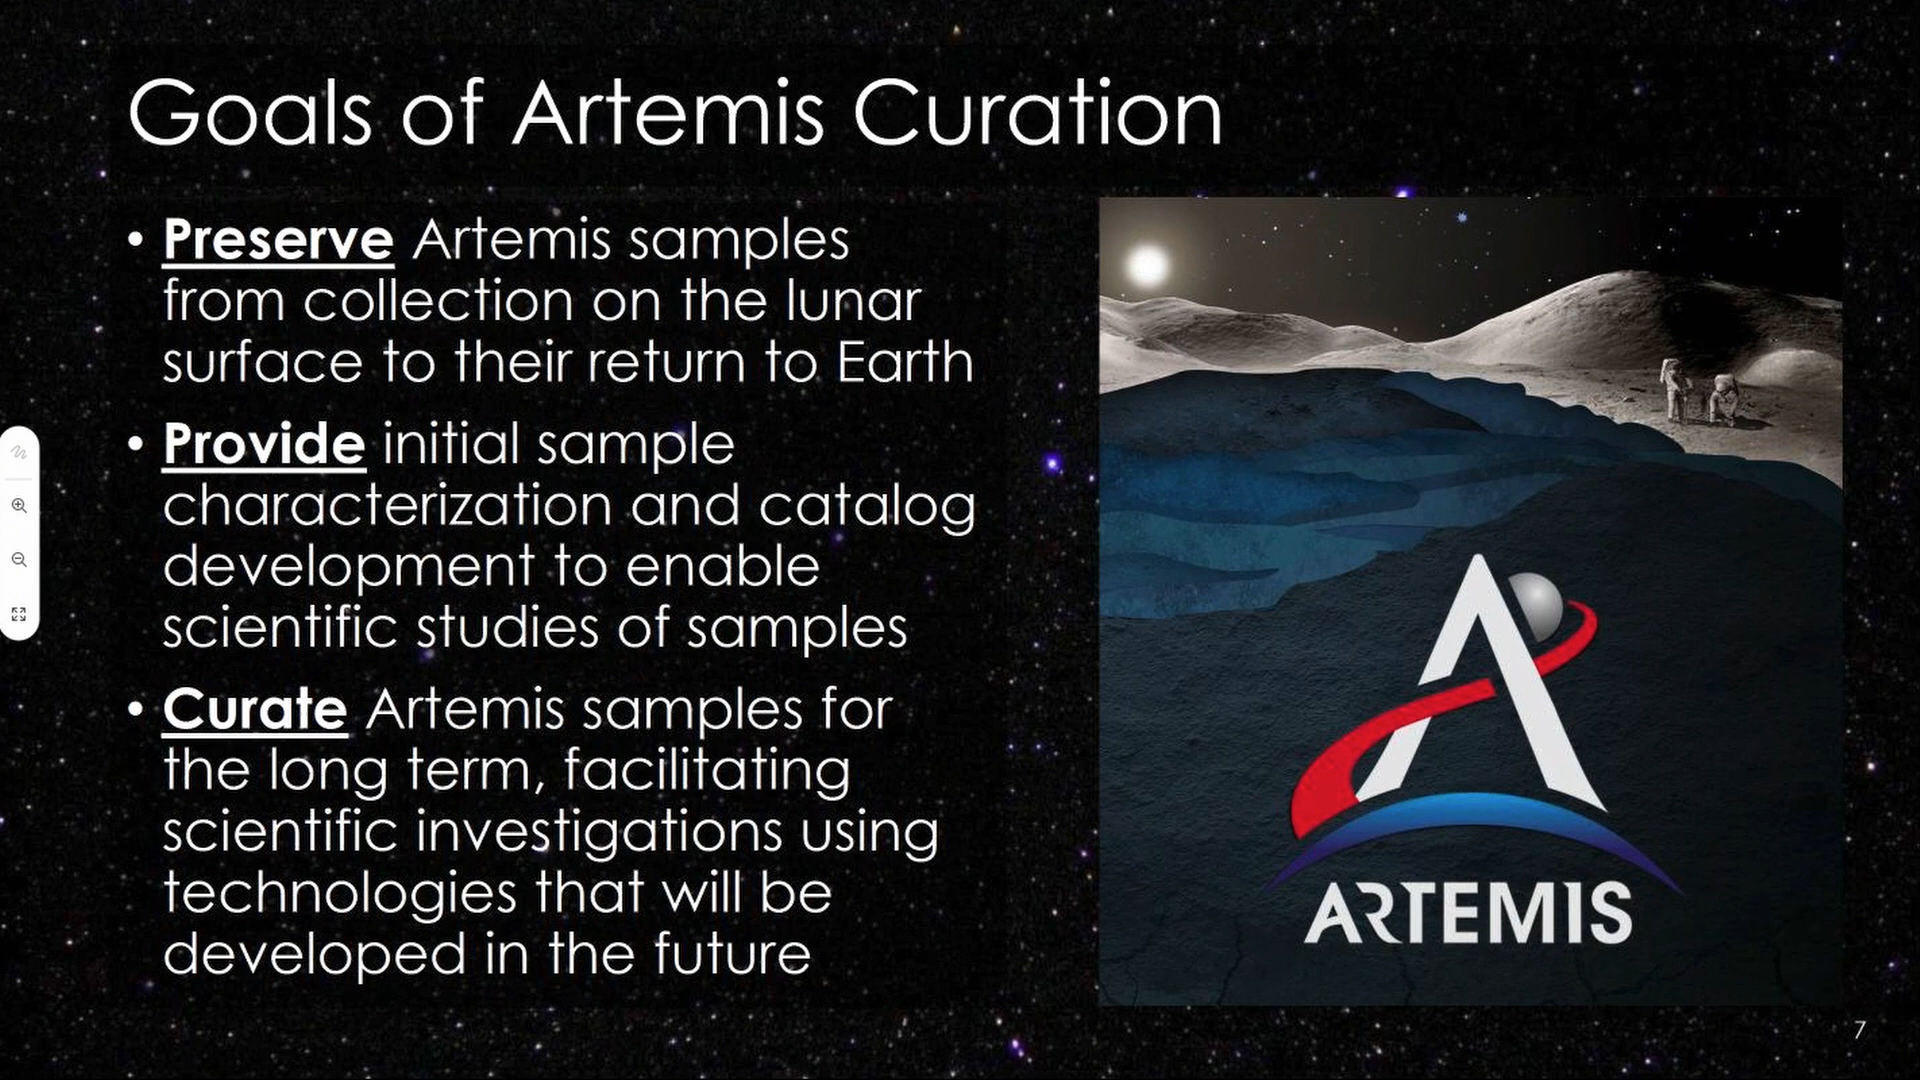 Goals of Artemis Curation
• Preserve Artemis samples
from collection on the lunar
surface to their return to Earth
• Provide initial sample
characterization and catalog
development to enable
scientific studies of samples
• Curate Artemis samples for
the long term, facilitating
scientific investigations using
technologies that will be
developed in the future
ARTEMIS
7